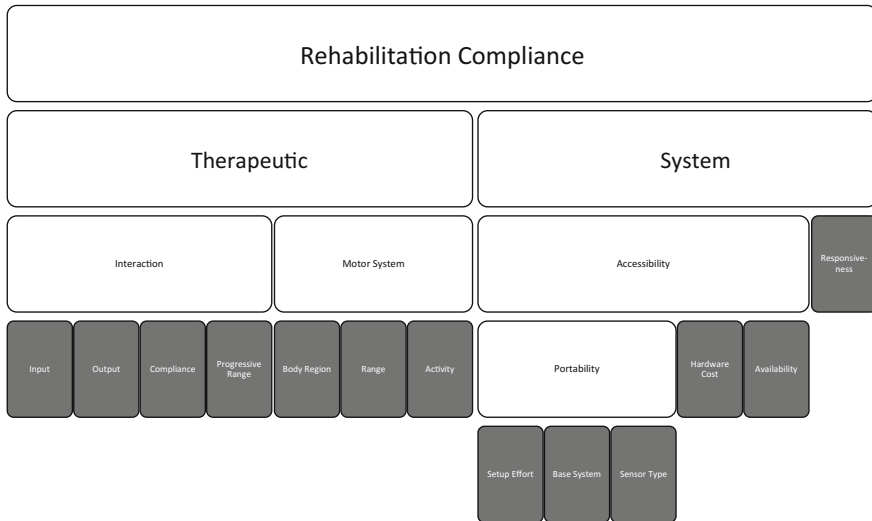 Rehabilitation Compliance
Therapeutic
System
Interaction
Motor System
Accessibility
Responsive-
ness
Input
Output
Compliance
Progressive
Range
Body Region
Range
Activity
Portability
Hardware
Cost
Availability
Setup Effort
Base System
Sensor Type